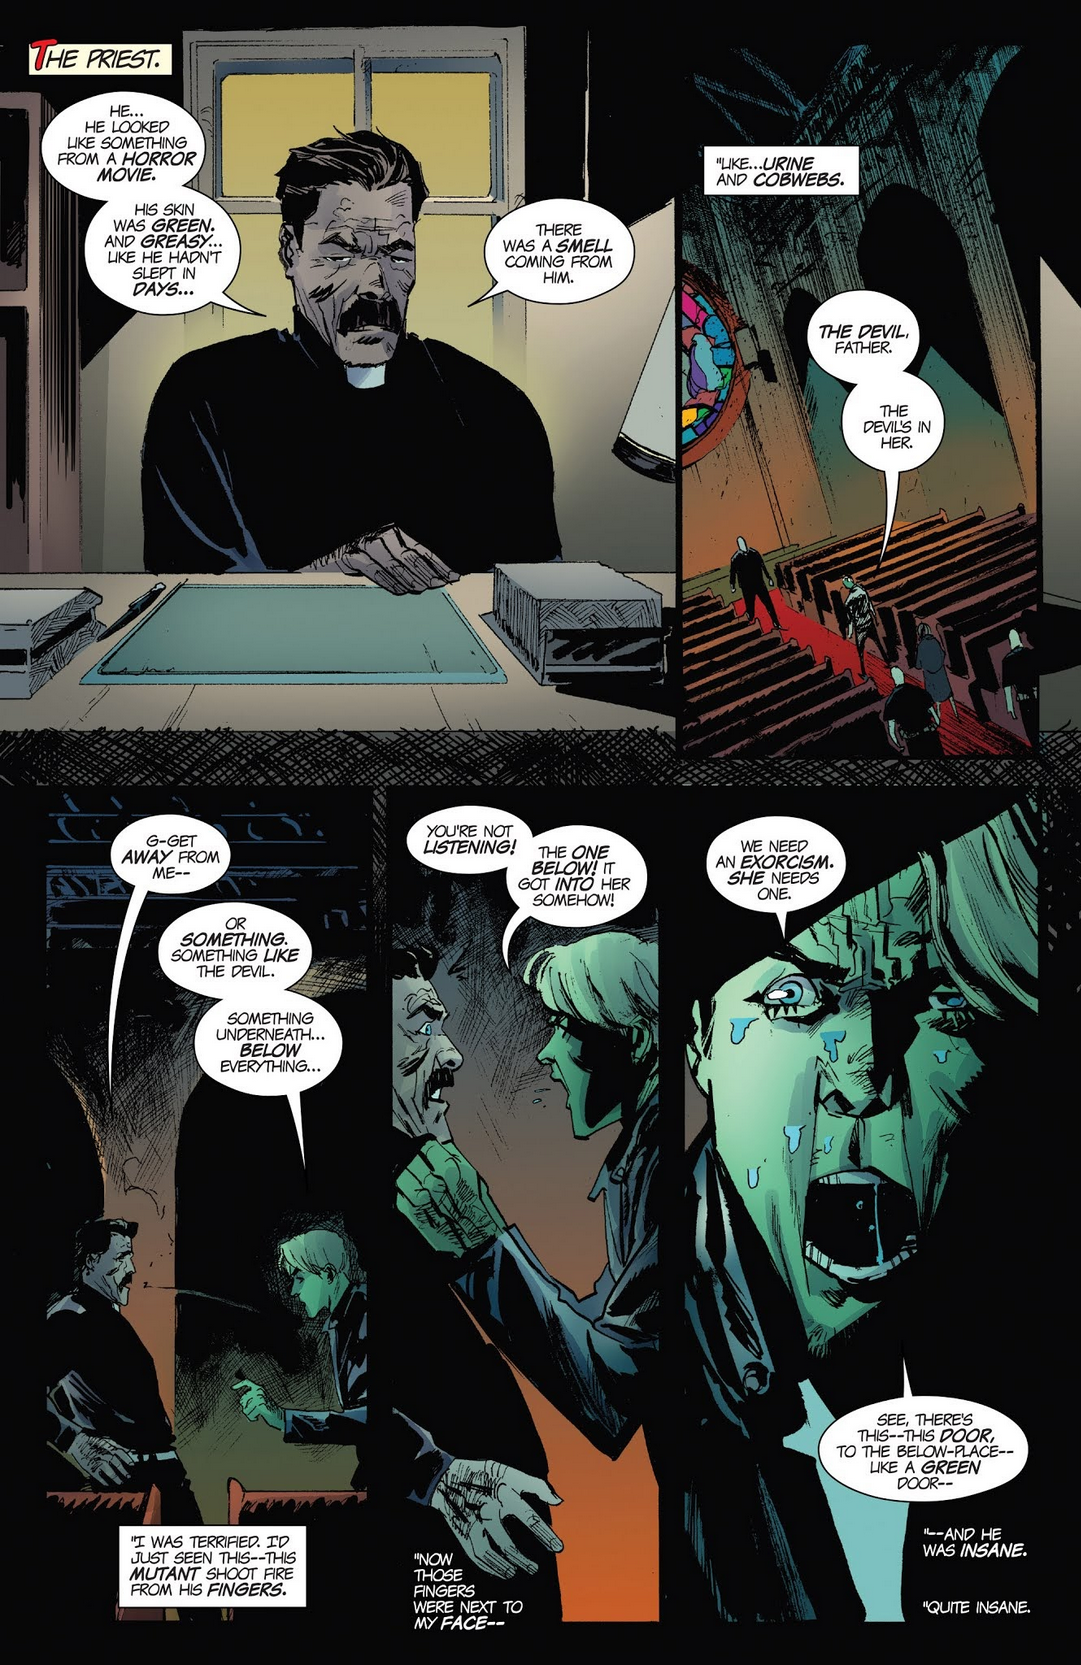 THE PRIEST.
HE...
HE LOOKED
LIKE SOMETHING
FROM A HORROR
MOVIE.
HIS SKIN
WAS GREEN.
AND GREASY...
LIKE HE HADN'T
SLEPT IN
DAYS...
THERE
WAS A SMELL
COMING FROM
HIM.
"LIKE...URINE
AND COBWEBS.
THE DEVIL,
FATHER.
THE
DEVIL'S IN
HER.
G-GET
AWAY FROM
ME--
OR
SOMETHING.
SOMETHING LIKE
THE DEVIL.
SOMETHING
UNDERNEATH...
BELOW
EVERYTHING...
"I WAS TERRIFIED. I'D
JUST SEEN THIS--THIS
MUTANT SHOOT FIRE
FROM HIS FINGERS.
YOU'RE NOT
LISTENING!
THE ONE
BELOW! IT
GOT INTO HER
SOMEHOW!
"NOW
THOSE
FINGERS
WERE NEXT TO
MY FACE--
WE NEED
AN EXORCISM.
SHE NEEDS
ONE.
SEE, THERE'S
THIS--THIS DOOR,
TO THE BELOW-PLACE--
LIKE A GREEN
DOOR--
"--AND HE
WAS INSANE.
"QUITE INSANE.